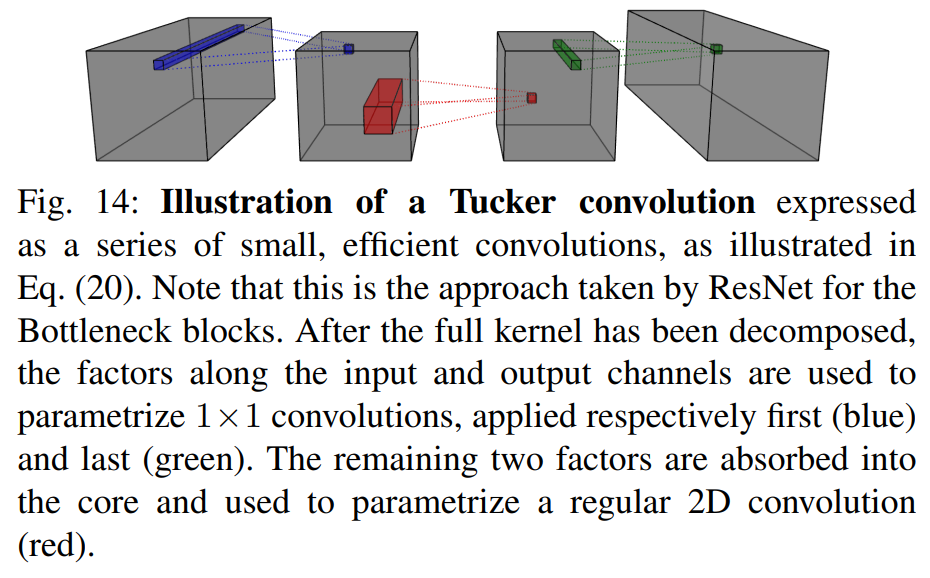 Fig. 14: Illustration of a Tucker convolution expressed
as a series of small, efficient convolutions, as illustrated in
Eq. (20). Note that this is the approach taken by ResNet for the
Bottleneck blocks. After the full kernel has been decomposed,
the factors along the input and output channels are used to
parametrize 1×1 convolutions, applied respectively first (blue)
and last (green). The remaining two factors are absorbed into
the core and used to parametrize a regular 2D convolution
(red).